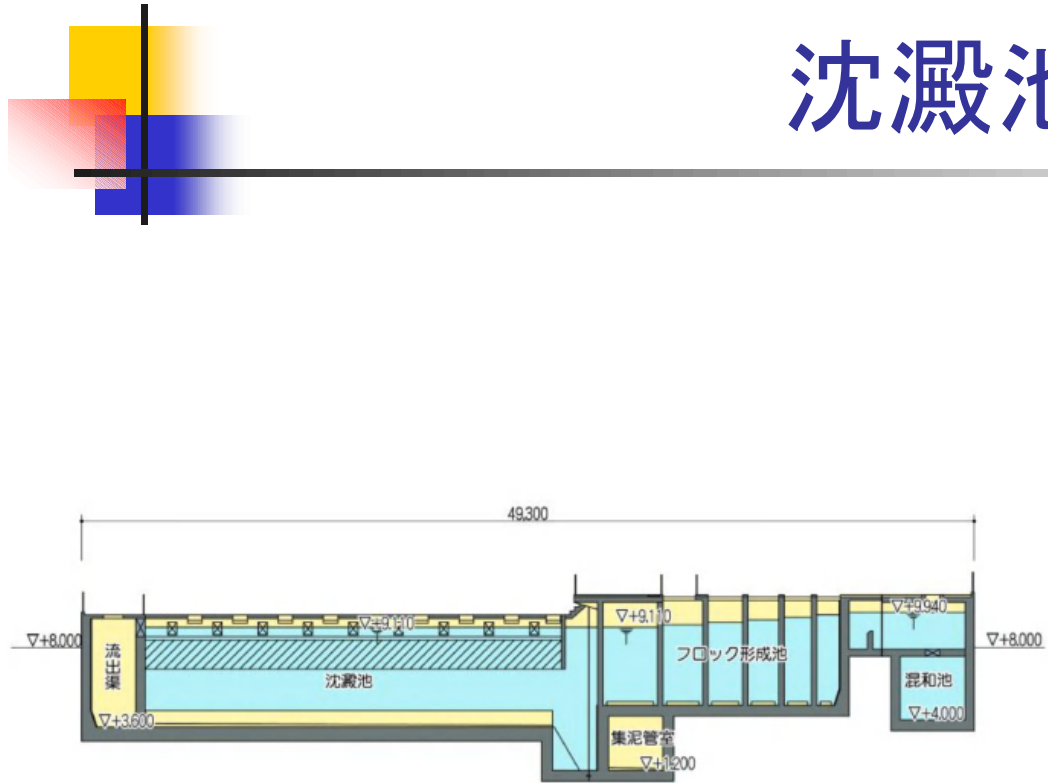 沈澱池
49,300
▽+9.940
▽+9.110
▽+9.110
▽+8.000
▽+8.000
流出渠
フロック形成池
沈澱池
混和池
▽+3.600
▽+4.000
集泥管室
▽+1.200